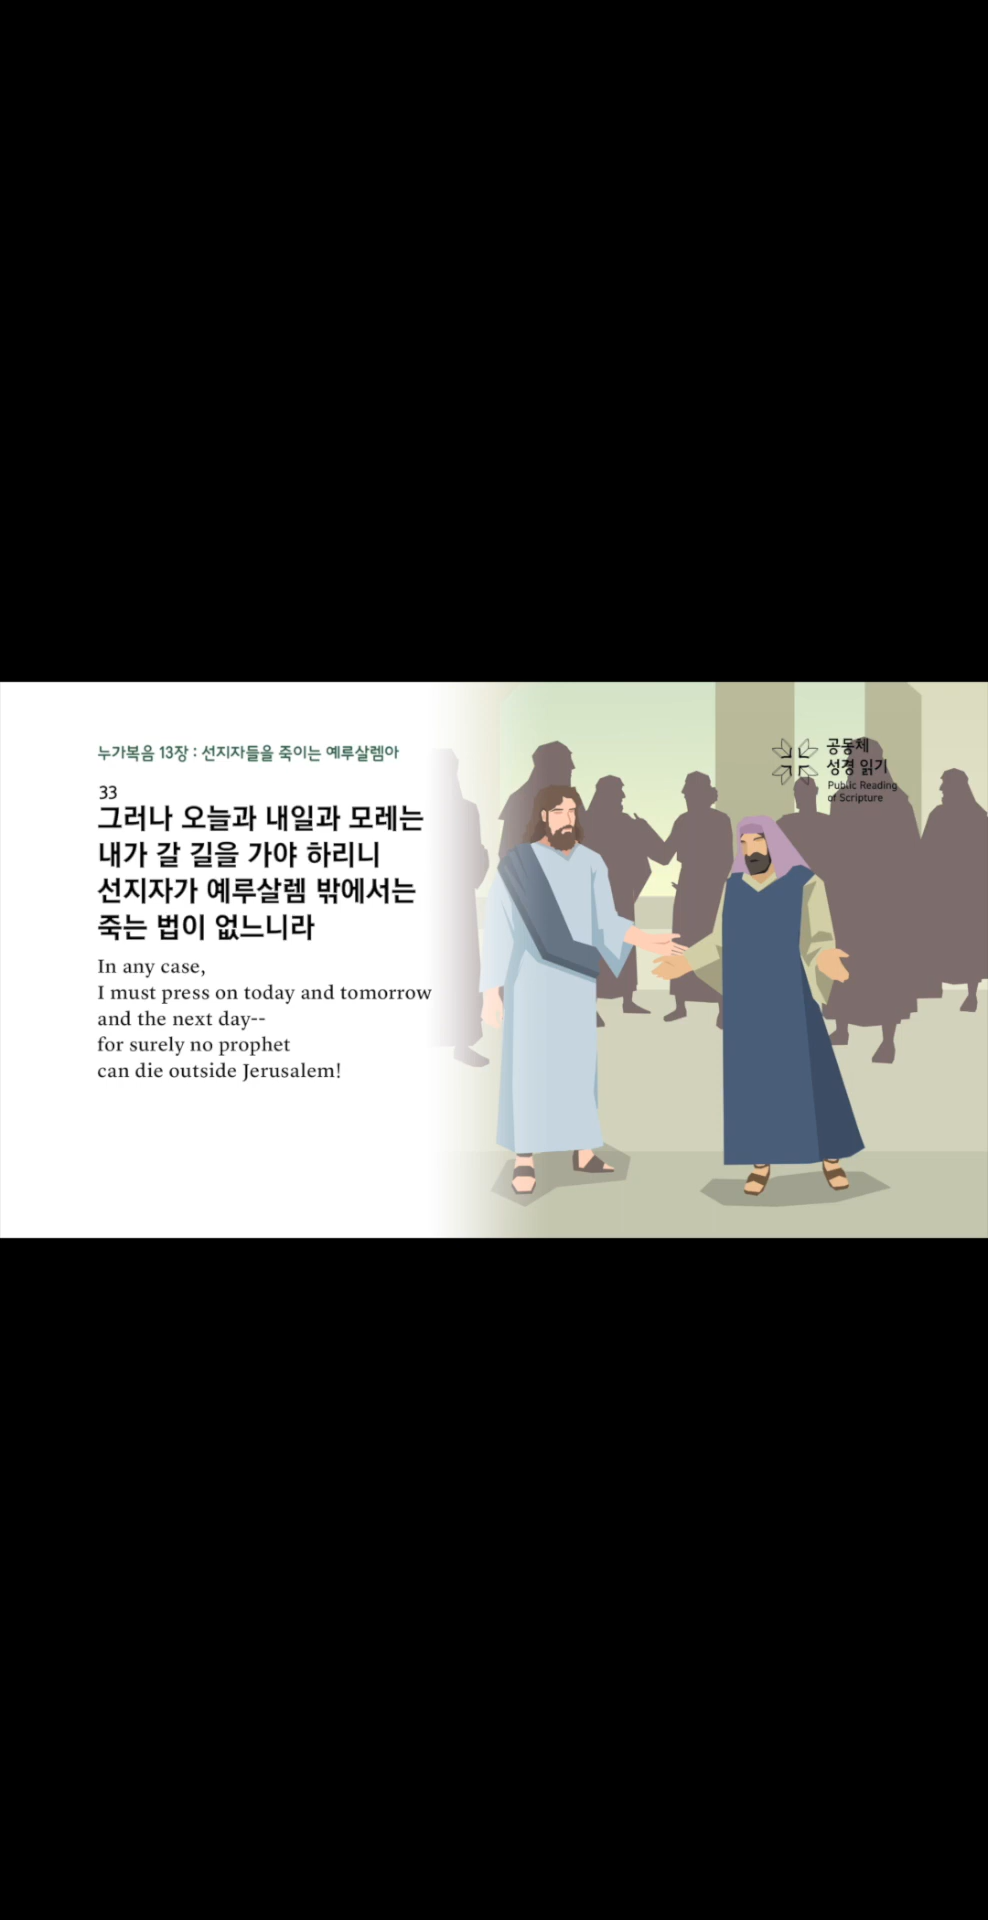 누가복음 13장 : 선지자들을 죽이는 예루살렘아
33
그러나 오늘과 내일과 모레는
내가 갈 길을 가야 하리니
선지자가 예루살렘 밖에서는
죽는 법이 없느니라
In any case,
I must press on today and tomorrow
and the next day--
for surely no prophet
can die outside Jerusalem!
공동체
성경 읽기
Public Reading
of Scripture